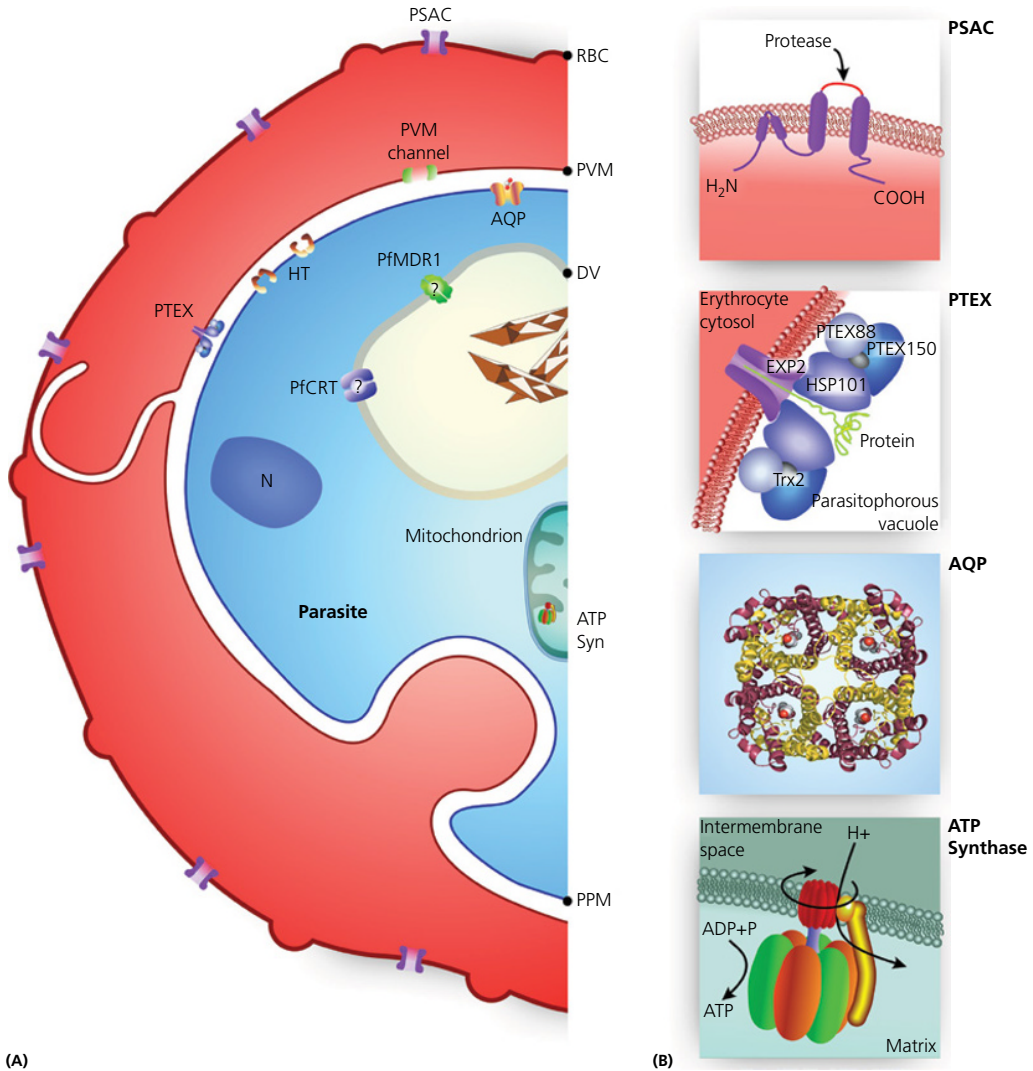 PSAC
RBC
PVM
channel
PVM
AQP
HT
PfMDR1
?
DV
PTEX
PfCRT
?
N
Mitochondrion
Parasite
ATP
Syn
PPM
(A)
PSAC
Protease
H₂N
COOH
PTEX
Erythrocyte
cytosol
PTEX88
PTEX150
EXP2
HSP101
Protein
Trx2
Parasitophorous
vacuole
AQP
ATP
Synthase
Intermembrane
space
H+
ADP+P
ATP
Matrix
(B)